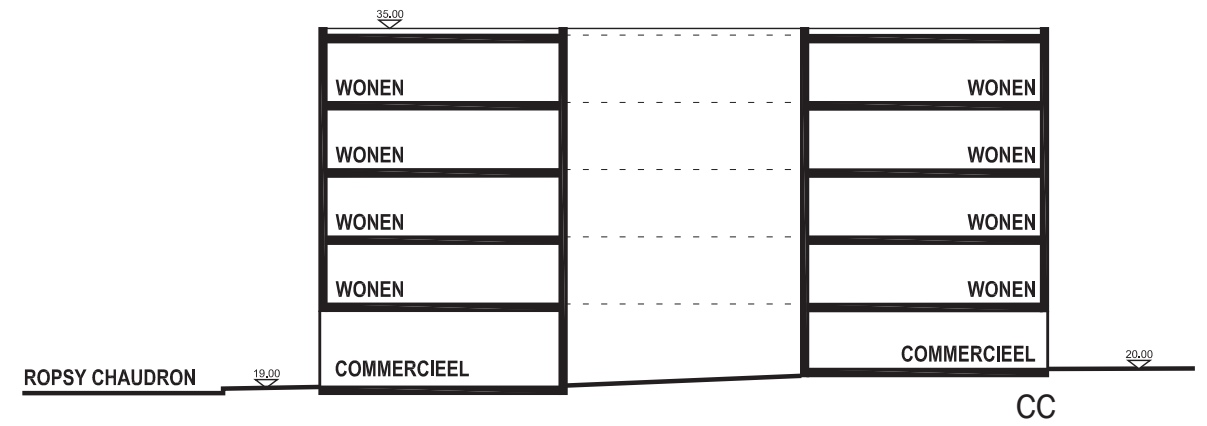 35.00
WONEN WONEN
WONEN WONEN
WONEN WONEN
WONEN WONEN
COMMERCIEEL COMMERCIEEL
ROPSY CHAUDRON 19.00 20.00
CC